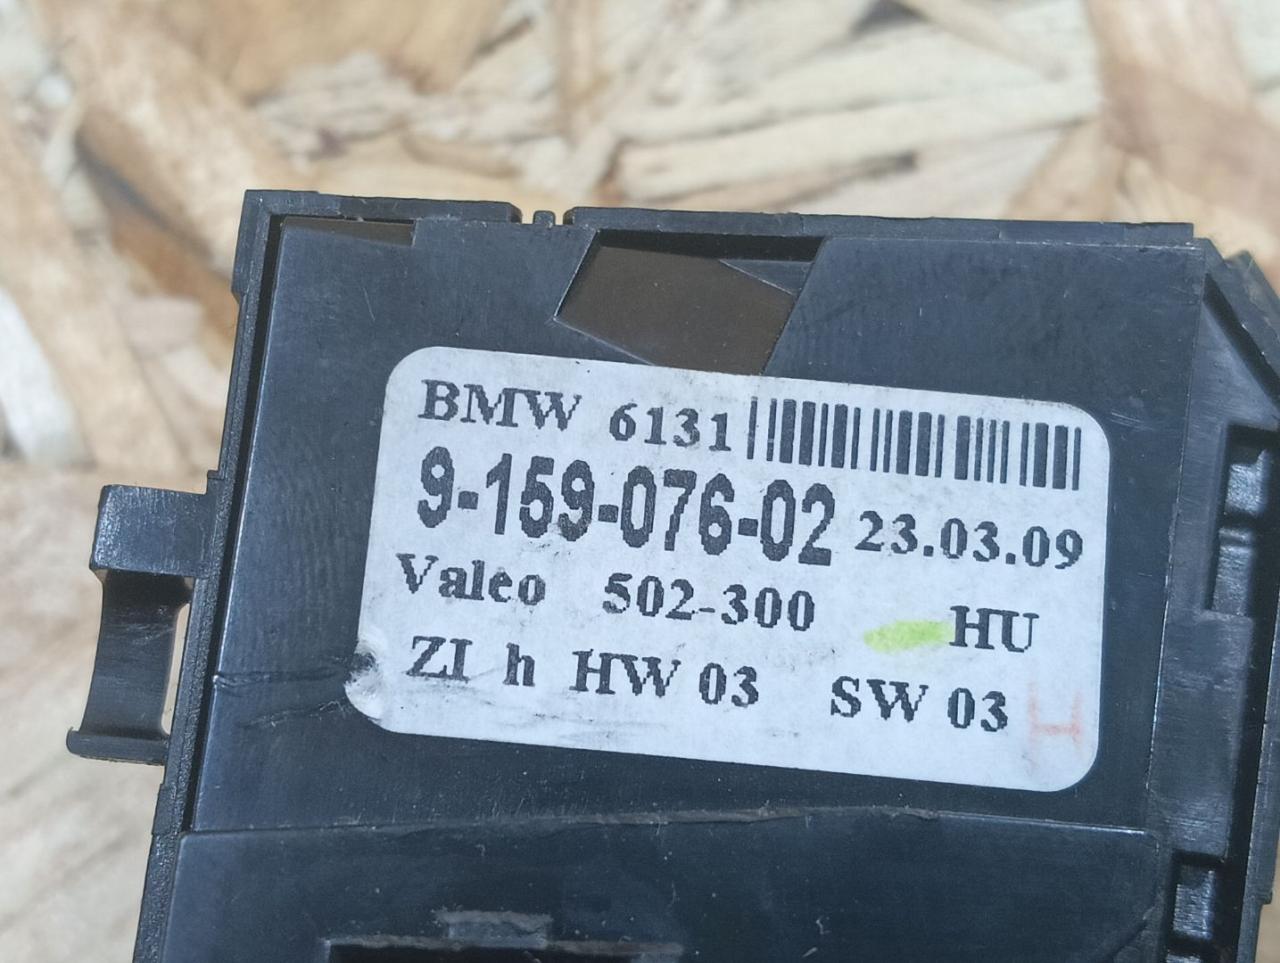 BMW 6131
9-159-076-02 23.03.09
Valeo 502-300 HU
ZI h HW 03 SW 03 H